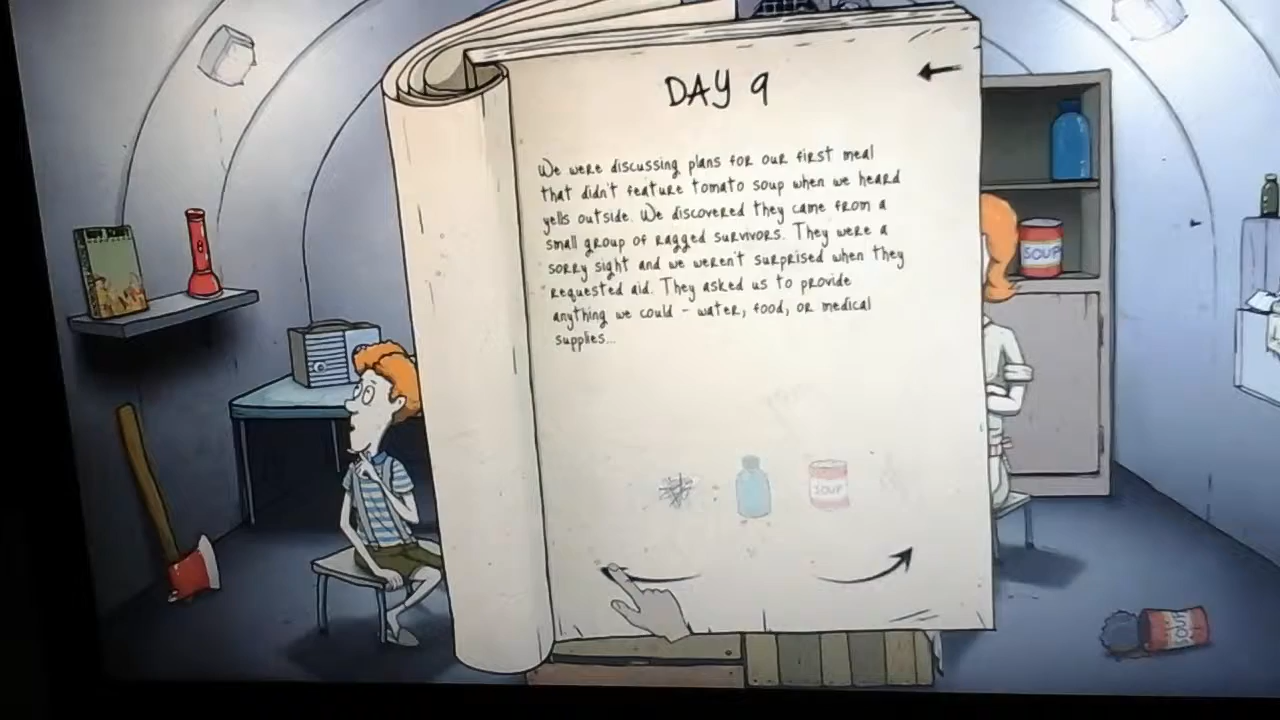 DAY 9
We were discussing plans for our first meal
that didn't feature tomato soup when we heard
yells outside. We discovered they came from a
small group of ragged survivors. They were a
sorry sight and we weren't surprised when they
requested aid. They asked us to provide
anything we could - water, food, or medical
supplies...
SOUP
SOUP
SOUP